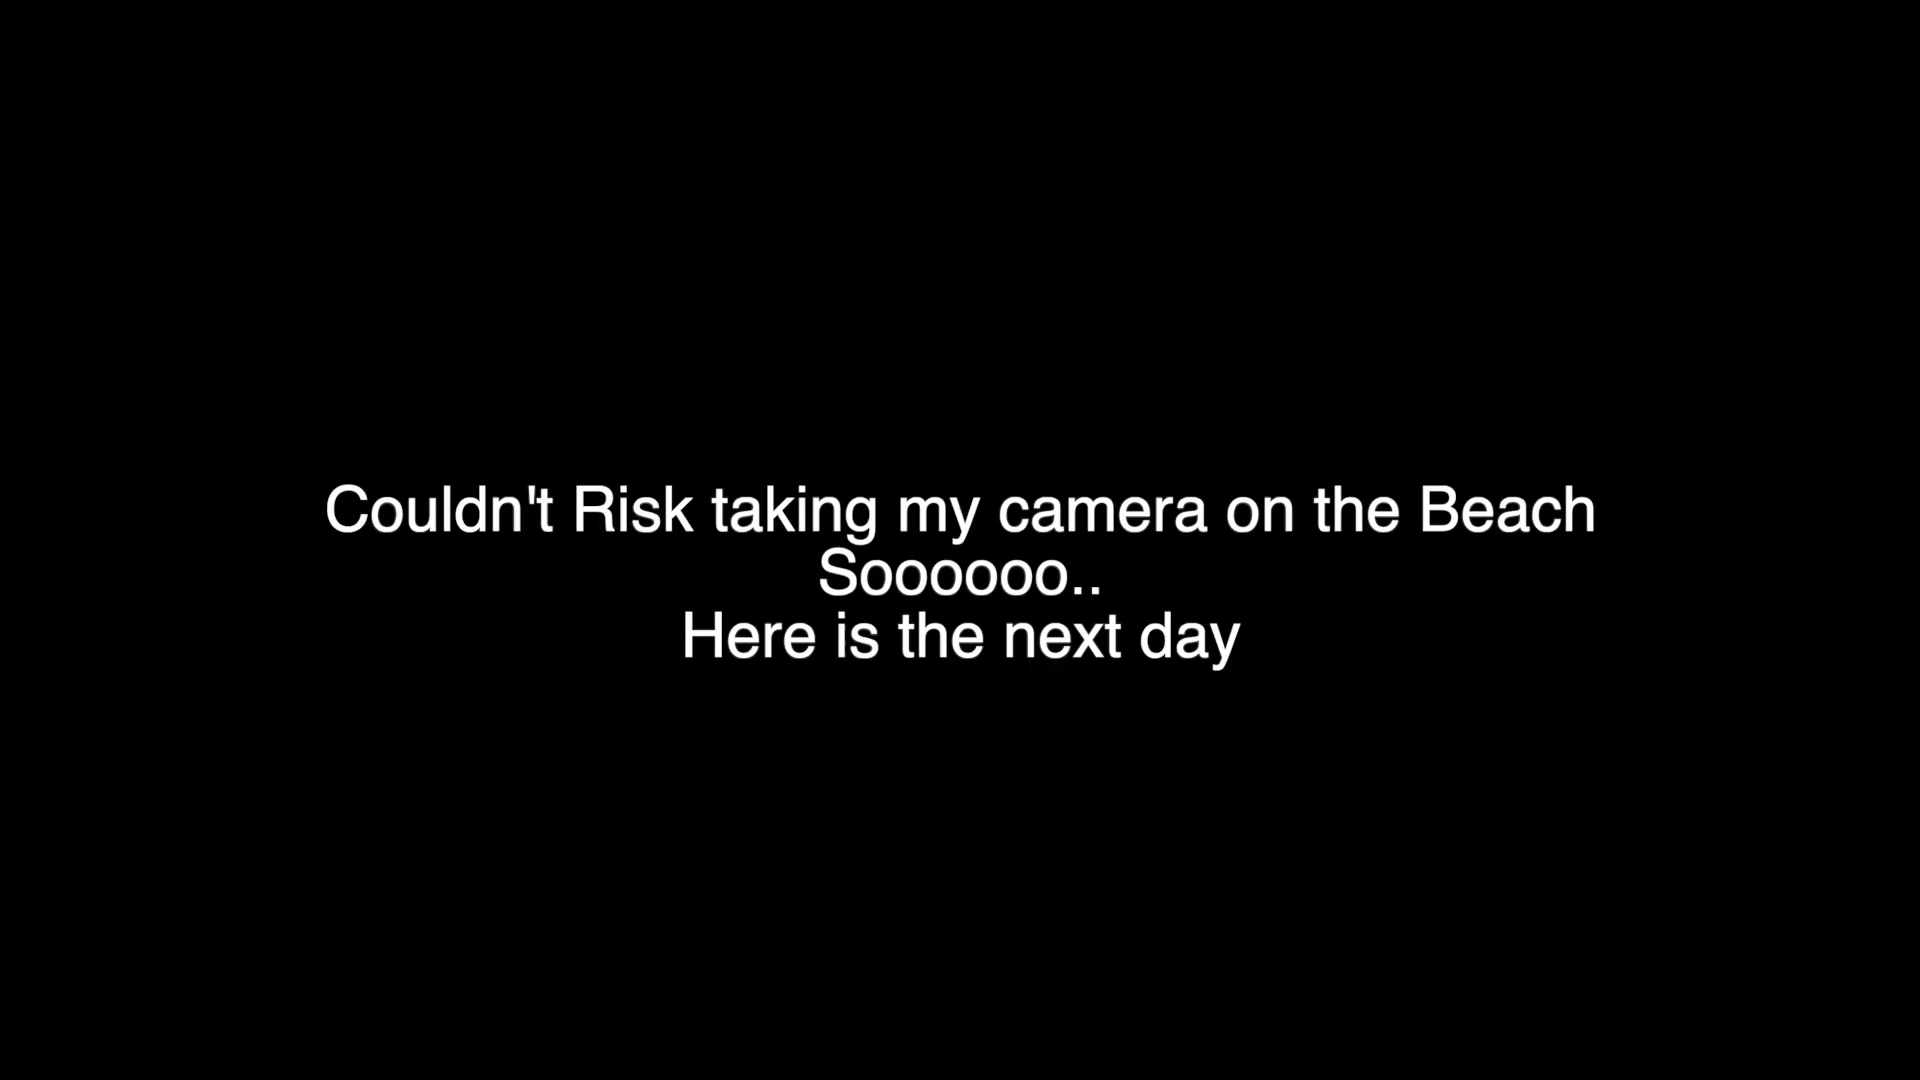 Couldn't Risk taking my camera on the Beach
Soooooo..
Here is the next day